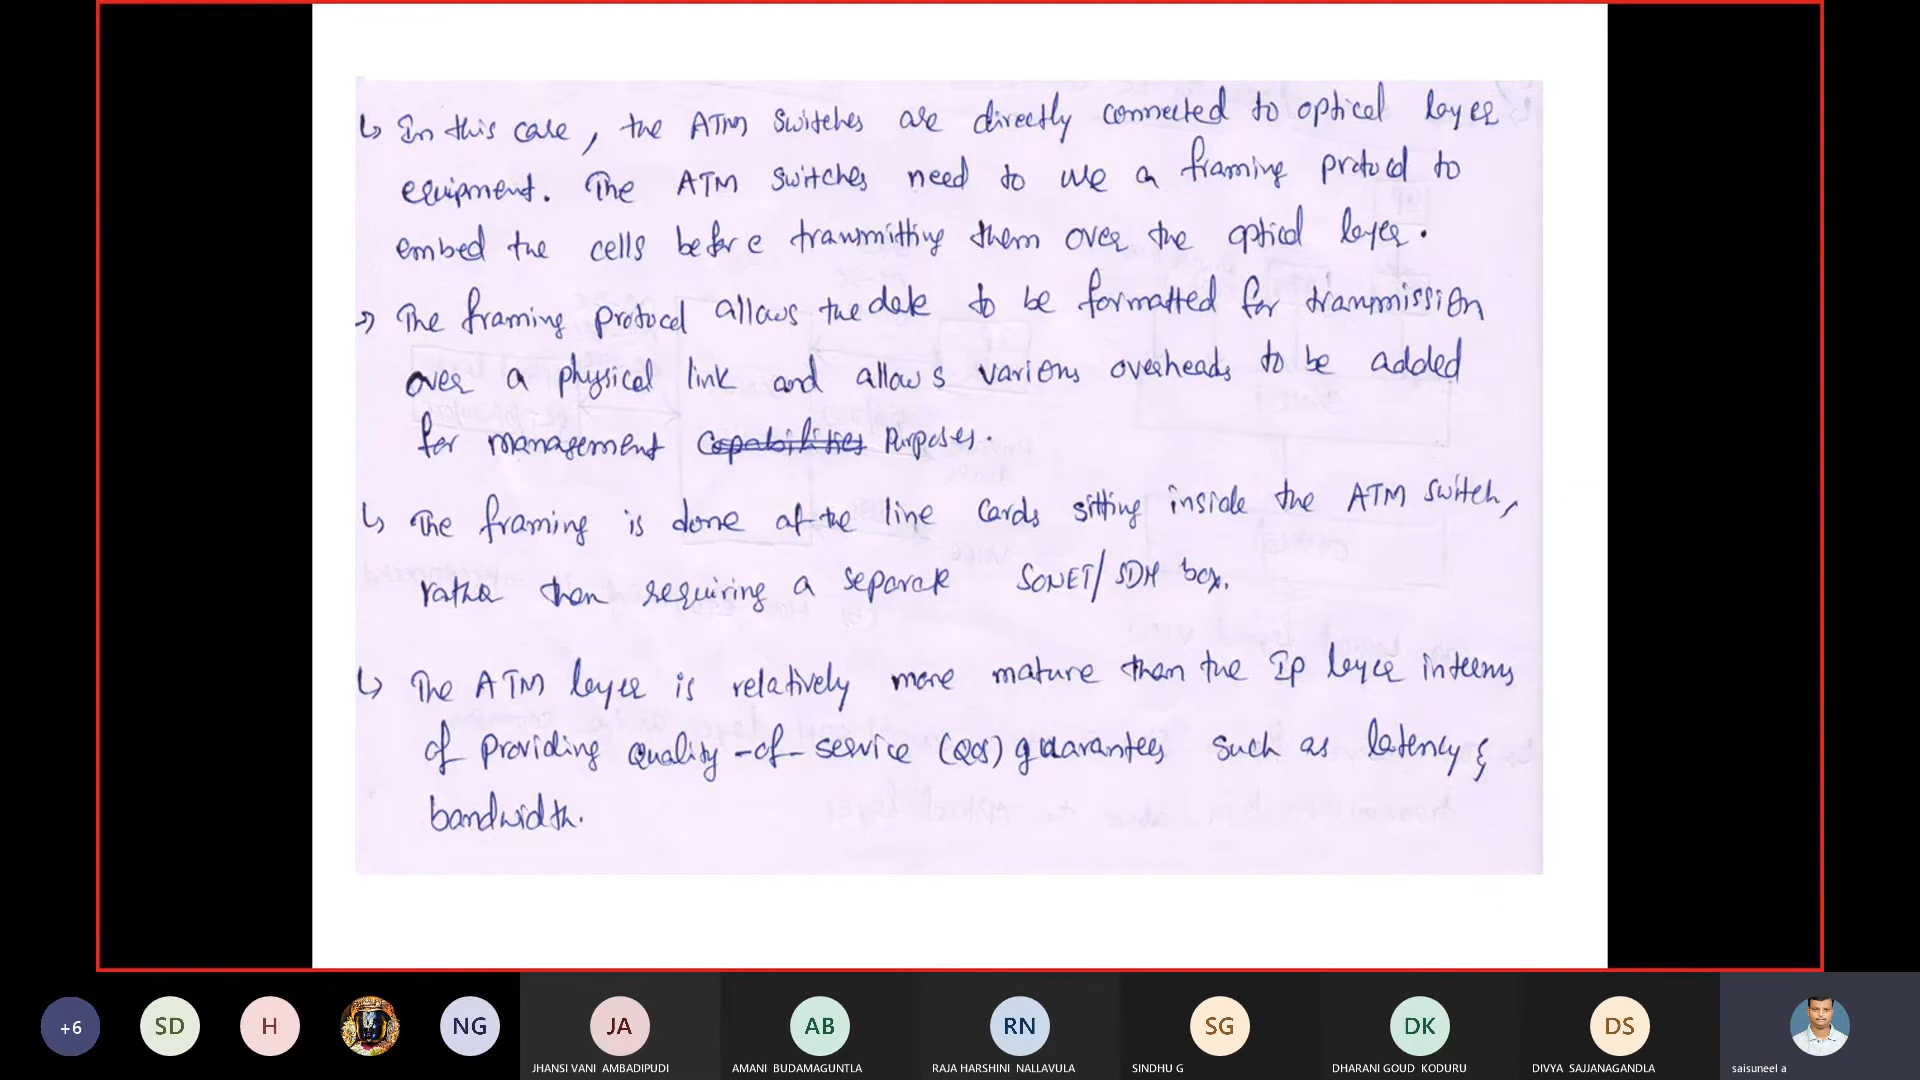 ↳ In this case, the ATM switches are directly connected to optical layer
equipment. The ATM switches need to use a framing protocol to
embed the cells before transmitting them over the optical layer.
→ The framing protocol allows the data to be formatted for transmission
over a physical link and allows various overheads to be added
for management capabilities Purposes.
↳ The framing is done at the line cards sitting inside the ATM switch,
rather than requiring a separate SONET/SDH box.
↳ The ATM layer is relatively more mature than the Ip layer interms
of providing quality-of-service (QoS) guarantees such as latency &
bandwidth.
+6 SD H NG JA AB RN SG DK DS
JHANSI VANI AMBADIPUDI AMANI BUDAMAGUNTLA RAJA HARSHINI NALLAVULA SINDHU G DHARANI GOUD KODURU DIVYA SAJJANAGANDLA saisuneel a